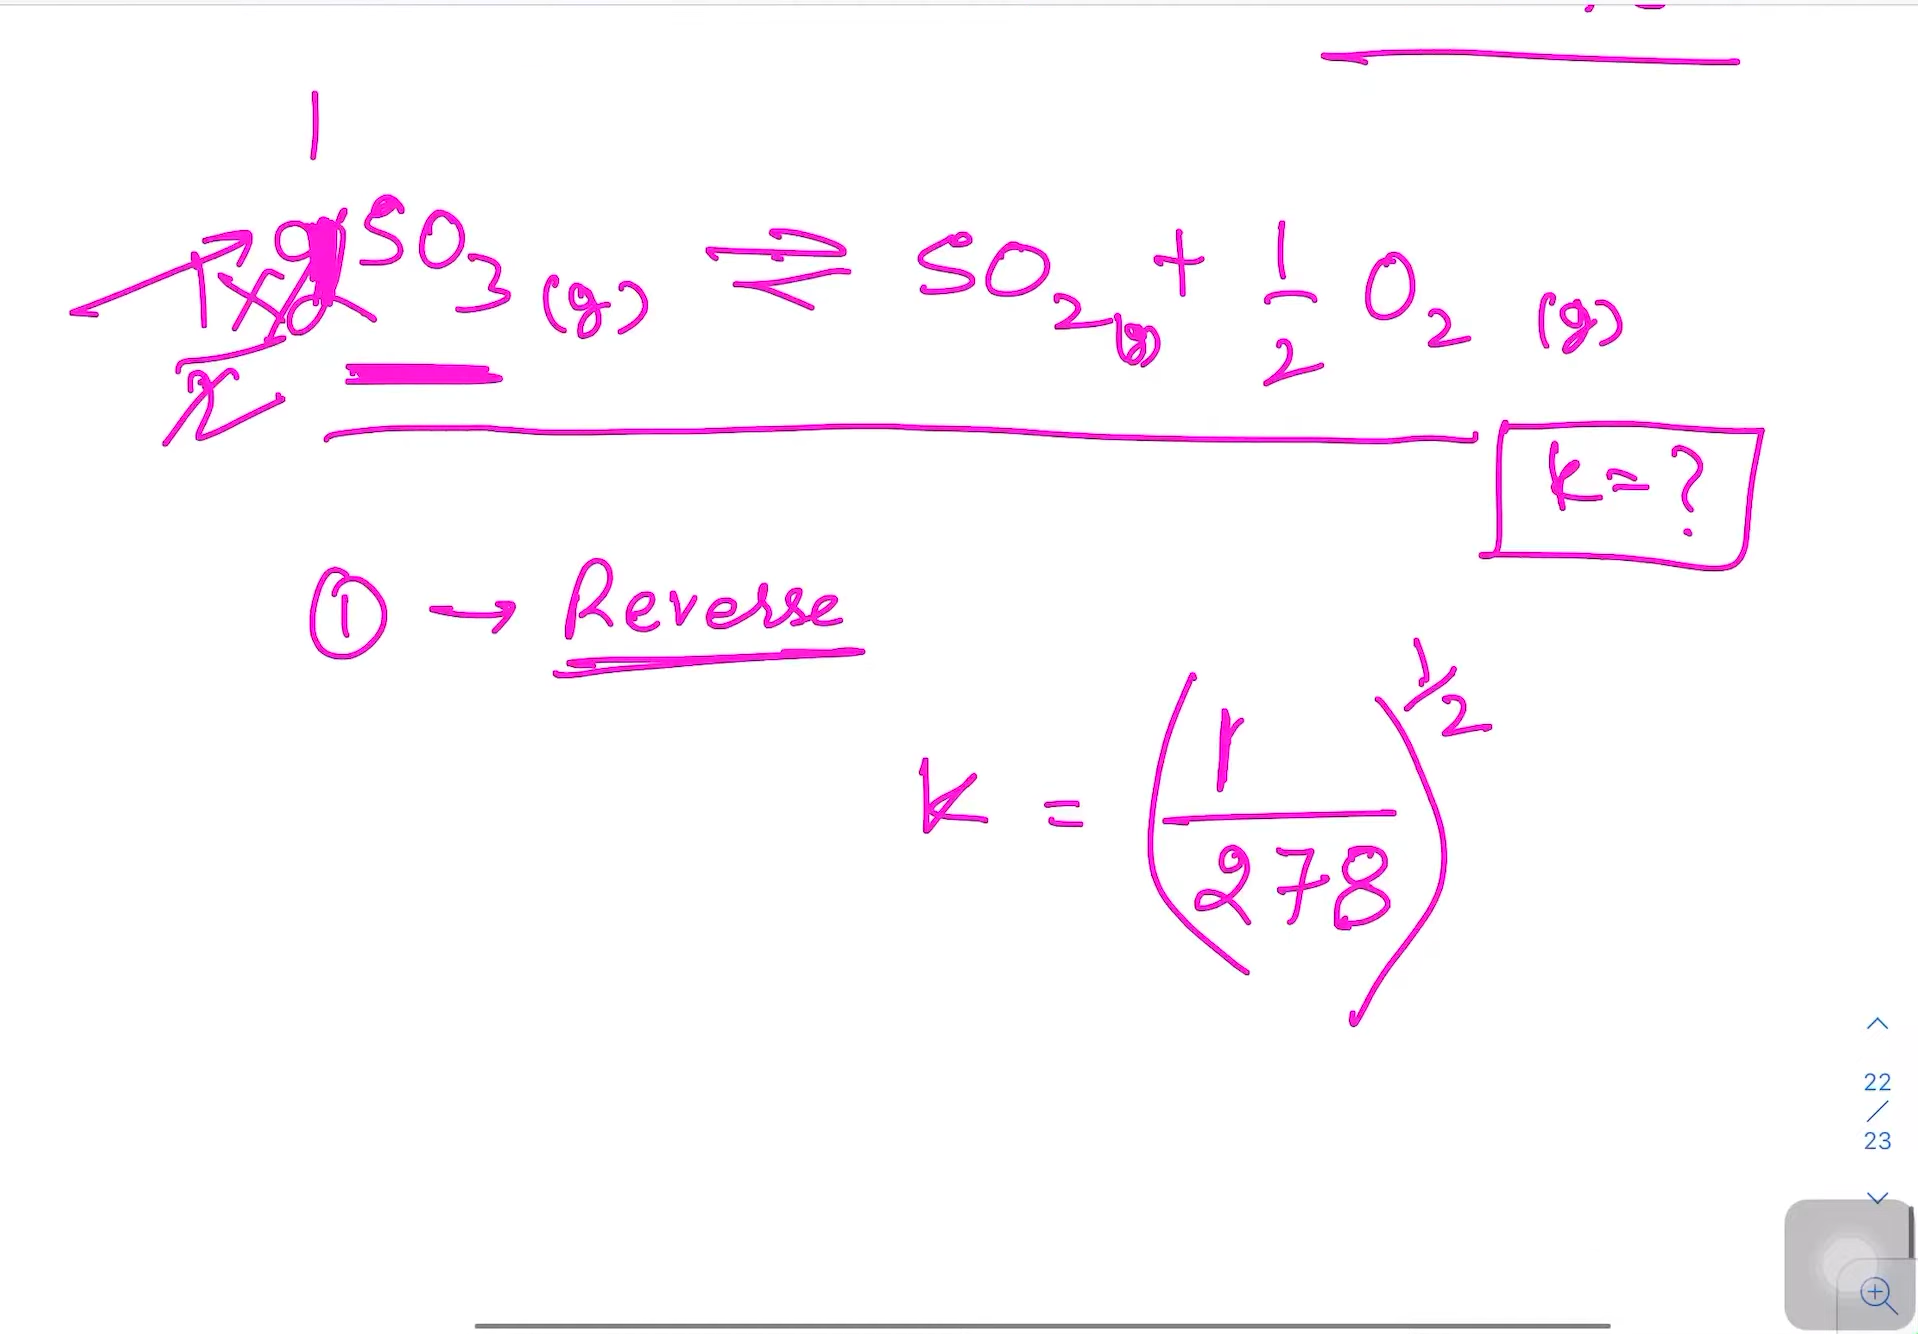 1
SO₃ (g) ⇌ SO₂ (g) + 1/2 O₂ (g)
k = ?
① → Reverse
K = (1/278)^1/2
22
/
23